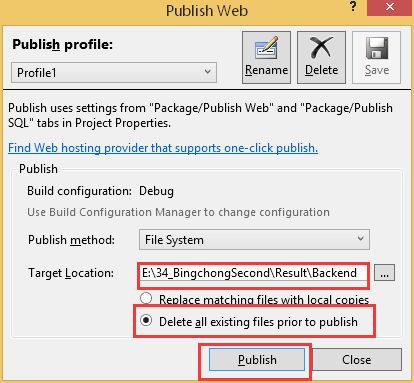 Publish Web
Publish profile:
Profile1
Rename
Delete
Save
Publish uses settings from "Package/Publish Web" and "Package/Publish
SQL" tabs in Project Properties.
Find Web hosting provider that supports one-click publish.
Publish
Build configuration: Debug
Use Build Configuration Manager to change configuration
Publish method: File System
Target Location: E:\34_BingchongSecond\Result\Backend ...
Replace matching files with local copies
Delete all existing files prior to publish
Publish Close